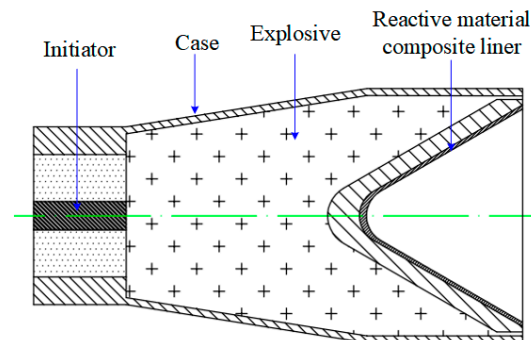 Initiator
Case
Explosive
Reactive material
composite liner